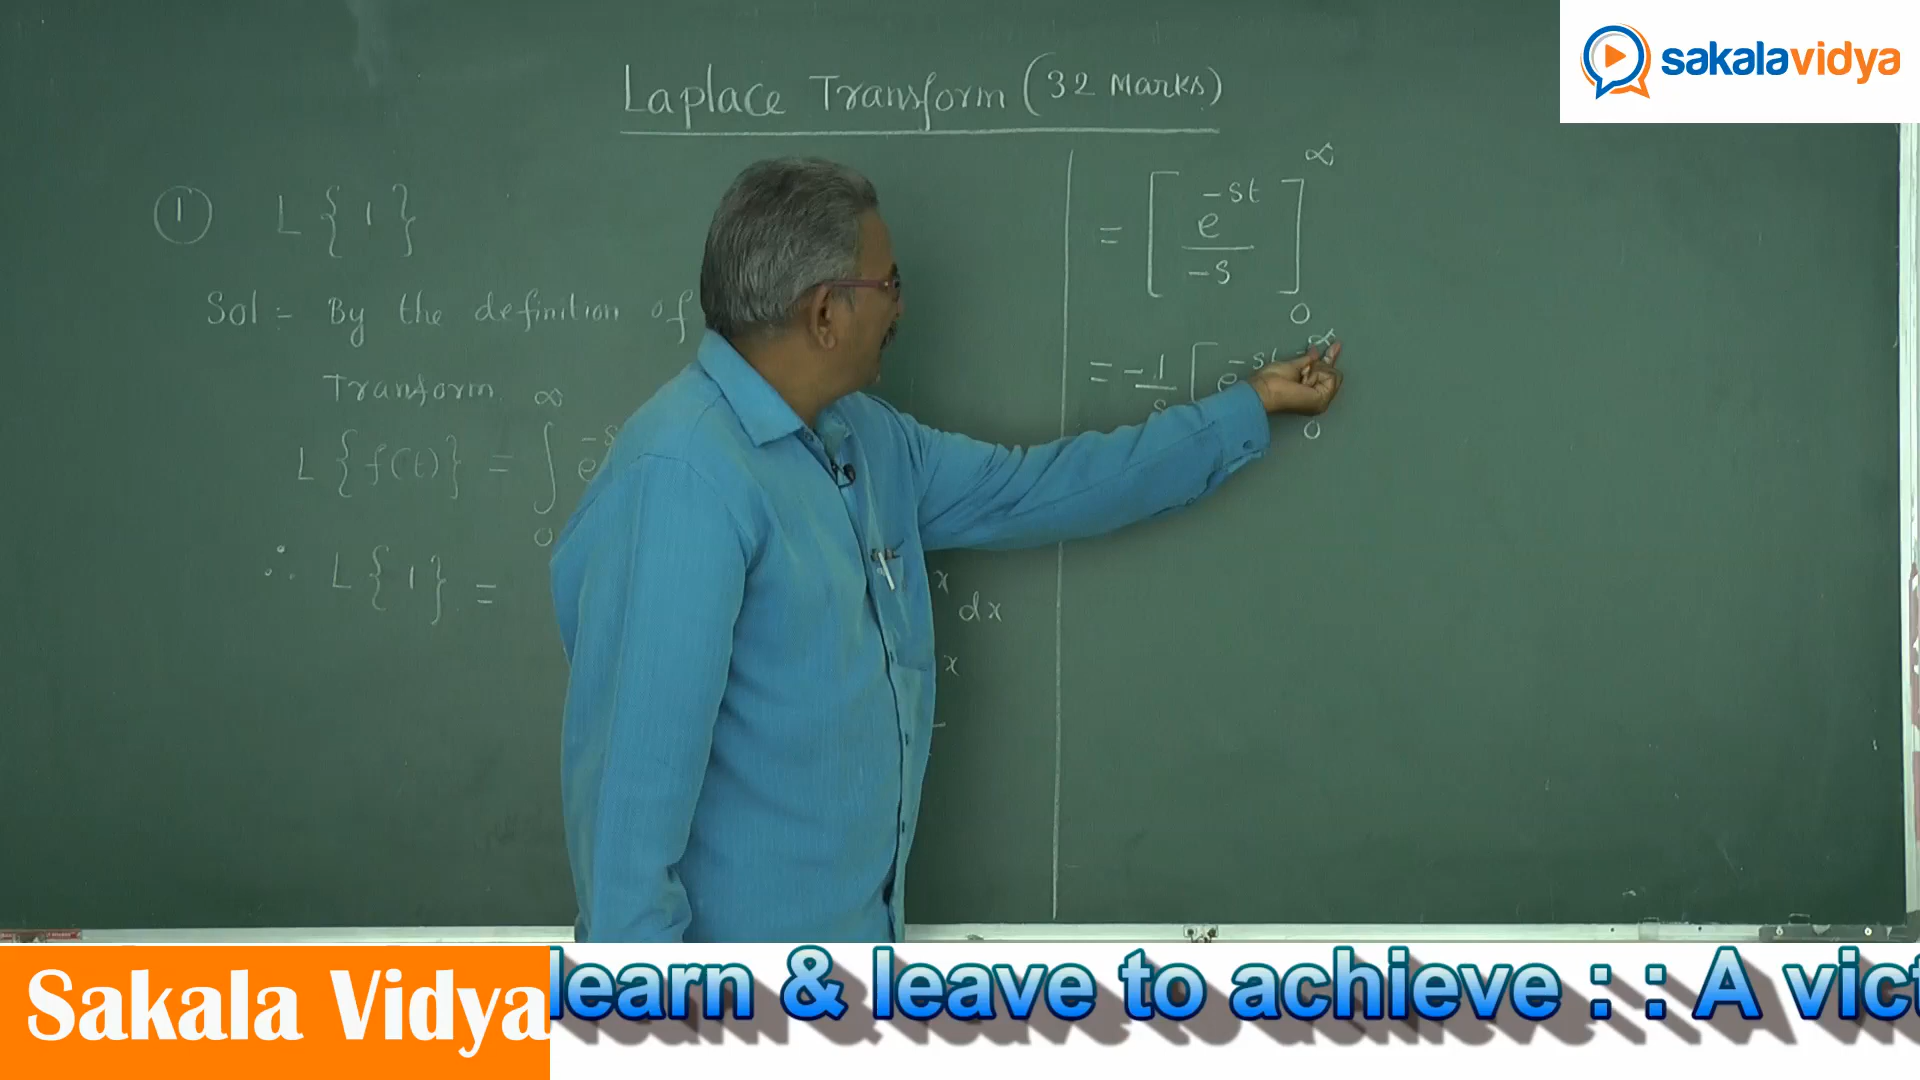 sakalavidya
Laplace Transform (32 Marks)
① L{1}
Sol:- By the definition of
Transform
L{f(t)} = ∫₀^∞ e^-s
∴ L{1} =
x
dx
x
= [e^-st / -s]₀^∞
= -1/s [e^-st]₀^∞
Sakala Vidya
learn & leave to achieve : : A vict